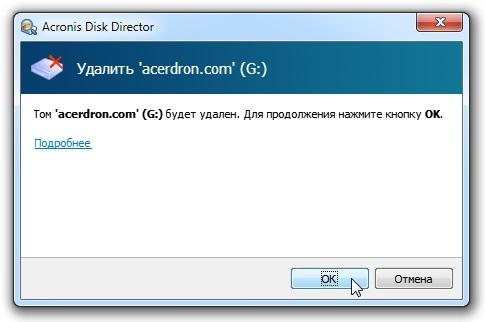 Acronis Disk Director
Удалить 'acerdron.com' (G:)
Том 'acerdron.com' (G:) будет удален. Для продолжения нажмите кнопку OK.
Подробнее
OK
Отмена